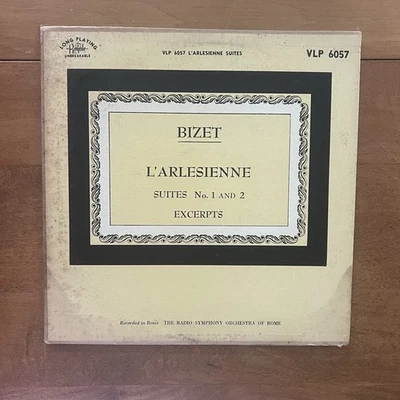 LONG PLAYING
UNBREAKABLE
VLP 6057 L'ARLESIENNE SUITES
VLP 6057
BIZET
L'ARLESIENNE
SUITES No. 1 AND 2
EXCERPTS
Recorded in Rome THE RADIO SYMPHONY ORCHESTRA OF ROME